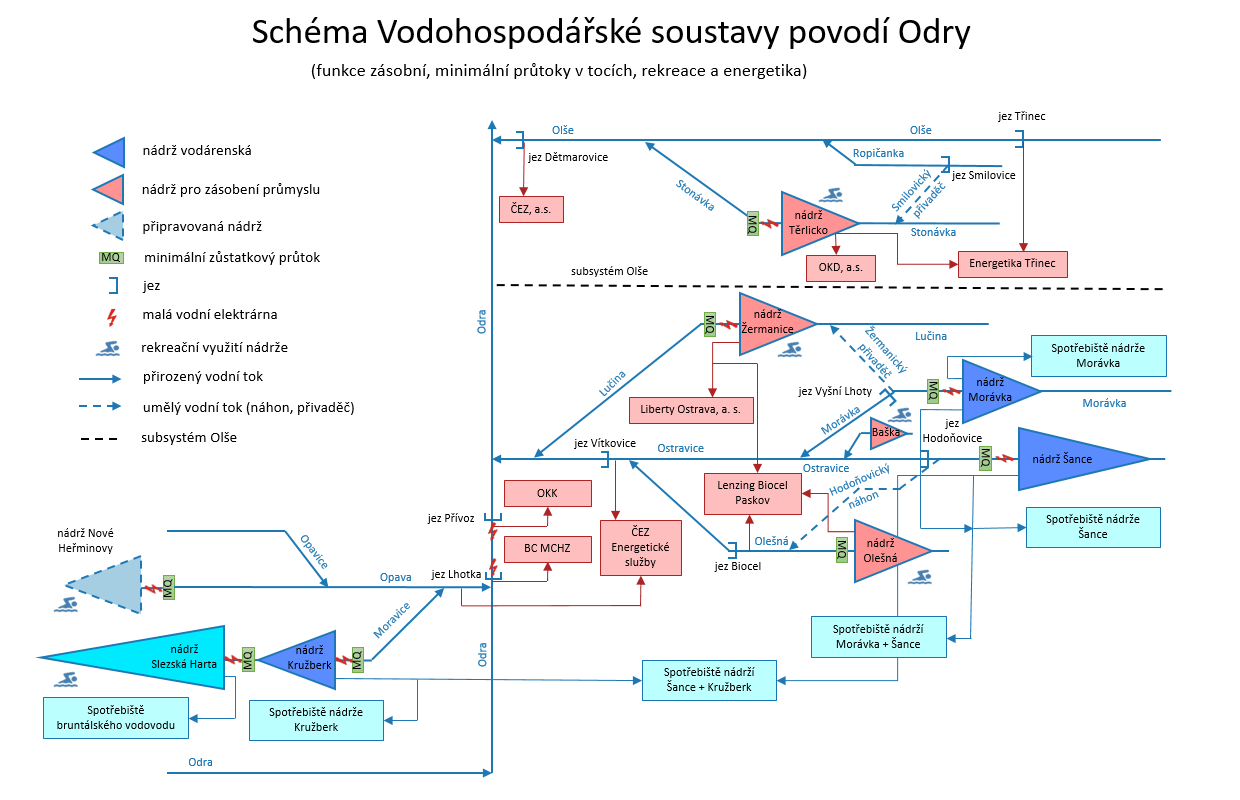 Schéma Vodohospodářské soustavy povodí Odry
(funkce zásobní, minimální průtoky v tocích, rekreace a energetika)
nádrž vodárenská
nádrž pro zásobení průmyslu
připravovaná nádrž
MQ
minimální zůstatkový průtok
jez
malá vodní elektrárna
rekreační využití nádrže
přirozený vodní tok
umělý vodní tok (náhon, přivaděč)
subsystém Olše
Olše
Olše
jez Třinec
jez Dětmarovice
Ropičanka
jez Smilovice
Smilovický
přivaděč
Stonávka
ČEZ, a.s.
MQ
nádrž
Těrlicko
Stonávka
OKD, a.s.
Energetika Třinec
subsystém Olše
Odra
MQ
nádrž
Žermanice
Lučina
Žermanický
přivaděč
Spotřebiště nádrže
Morávka
Lučina
Liberty Ostrava, a. s.
jez Vyšní Lhoty
MQ
nádrž
Morávka
Morávka
Morávka
Baška
jez
Hodoňovice
jez Vítkovice
Ostravice
Ostravice
MQ
nádrž Šance
Hodoňovický
náhon
Lenzing Biocel
Paskov
OKK
jez Přívoz
BC MCHZ
jez Lhotka
ČEZ
Energetické
služby
Olešná
jez Biocel
MQ
nádrž
Olešná
Spotřebiště nádrže
Šance
nádrž Nové
Heřminovy
Opavice
MQ
Opava
Moravice
nádrž
Slezská Harta
MQ
nádrž
Kružberk
MQ
Odra
Spotřebiště nádrží
Morávka + Šance
Spotřebiště nádrží
Šance + Kružberk
Spotřebiště
bruntálského vodovodu
Spotřebiště nádrže
Kružberk
Odra